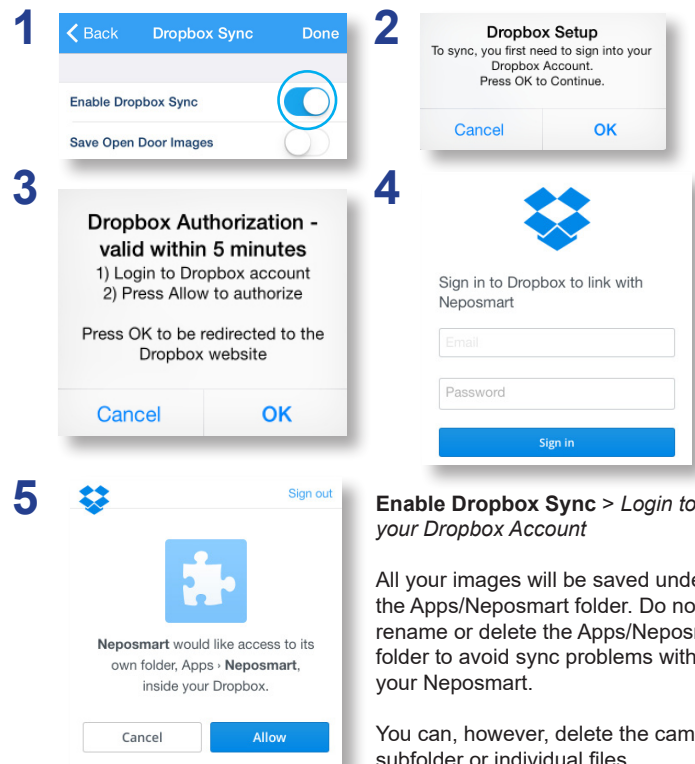 1
Back Dropbox Sync Done
Enable Dropbox Sync
Save Open Door Images
2
Dropbox Setup
To sync, you first need to sign into your
Dropbox Account.
Press OK to Continue.
Cancel OK
3
Dropbox Authorization -
valid within 5 minutes
1) Login to Dropbox account
2) Press Allow to authorize
Press OK to be redirected to the
Dropbox website
Cancel OK
4
Sign in to Dropbox to link with
Neposmart
Email
Password
Sign in
5
Sign out
Neposmart would like access to its
own folder, Apps › Neposmart,
inside your Dropbox.
Cancel Allow
Enable Dropbox Sync > Login to
your Dropbox Account
All your images will be saved
the Apps/Neposmart folder. Do
rename or delete the
folder to avoid sync problems with
your Neposmart.
You can, however, delete the
subfolder or individual files